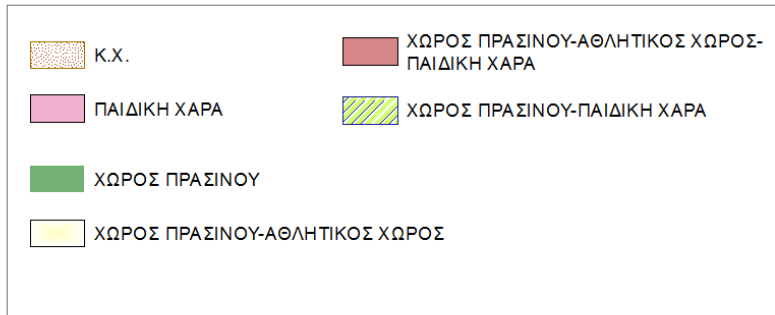 Κ.Χ.
ΠΑΙΔΙΚΗ ΧΑΡΑ
ΧΩΡΟΣ ΠΡΑΣΙΝΟΥ
ΧΩΡΟΣ ΠΡΑΣΙΝΟΥ-ΑΘΛΗΤΙΚΟΣ ΧΩΡΟΣ
ΧΩΡΟΣ ΠΡΑΣΙΝΟΥ-ΑΘΛΗΤΙΚΟΣ ΧΩΡΟΣ-
ΠΑΙΔΙΚΗ ΧΑΡΑ
ΧΩΡΟΣ ΠΡΑΣΙΝΟΥ-ΠΑΙΔΙΚΗ ΧΑΡΑ